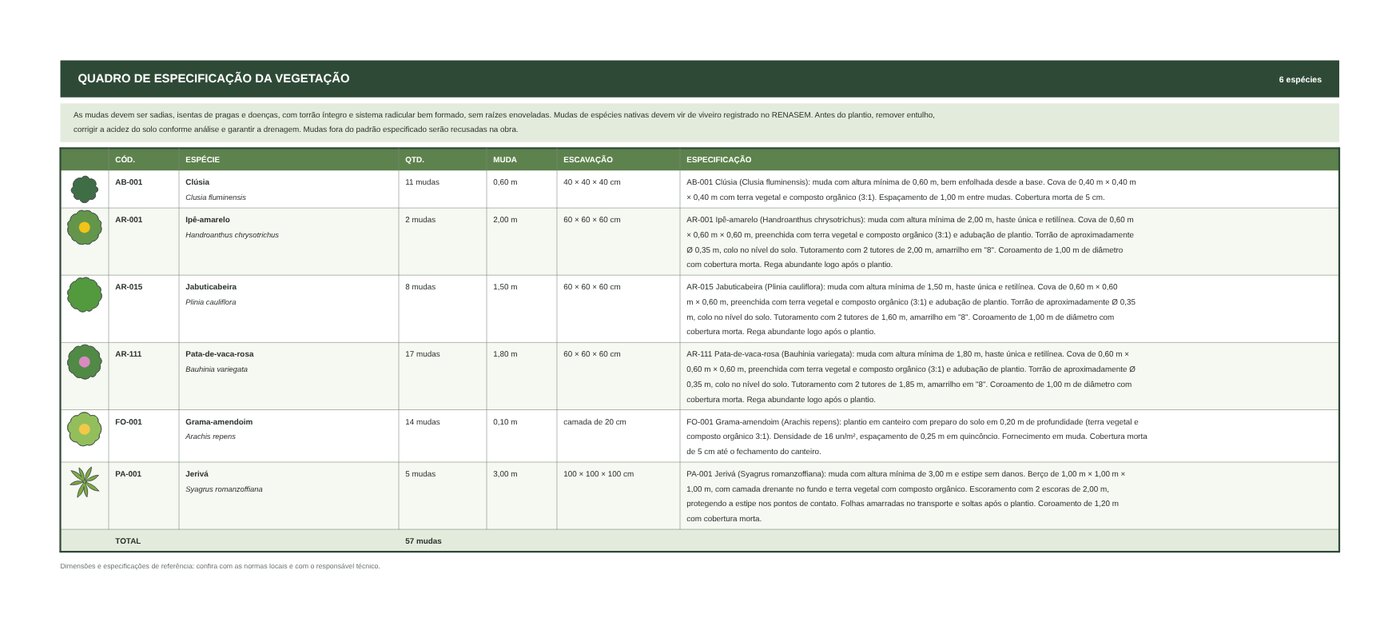 QUADRO DE ESPECIFICAÇÃO DA VEGETAÇÃO
6 espécies
As mudas devem ser sadias, isentas de pragas e doenças, com torrão íntegro e sistema radicular bem formado, sem raízes enoveladas. Mudas de espécies nativas devem vir de viveiro registrado no RENASEM. Antes do plantio, remover entulho,
corrigir a acidez do solo conforme análise e garantir a drenagem. Mudas fora do padrão especificado serão recusadas na obra.
CÓD. ESPÉCIE QTD. MUDA ESCAVAÇÃO ESPECIFICAÇÃO
AB-001 Clúsia 11 mudas 0,60 m 40 × 40 × 40 cm AB-001 Clúsia (Clusia fluminensis): muda com altura mínima de 0,60 m, bem enfolhada desde a base. Cova de 0,40 m × 0,40 m
Clusia fluminensis × 0,40 m com terra vegetal e composto orgânico (3:1). Espaçamento de 1,00 m entre mudas. Cobertura morta de 5 cm.
AR-001 Ipê-amarelo 2 mudas 2,00 m 60 × 60 × 60 cm AR-001 Ipê-amarelo (Handroanthus chrysotrichus): muda com altura mínima de 2,00 m, haste única e retilínea. Cova de 0,60 m
Handroanthus chrysotrichus × 0,60 m × 0,60 m, preenchida com terra vegetal e composto orgânico (3:1) e adubação de plantio. Torrão de aproximadamente
Ø 0,35 m, colo no nível do solo. Tutoramento com 2 tutores de 2,00 m, amarrilho em "8". Coroamento de 1,00 m de diâmetro
com cobertura morta. Rega abundante logo após o plantio.
AR-015 Jabuticabeira 8 mudas 1,50 m 60 × 60 × 60 cm AR-015 Jabuticabeira (Plinia cauliflora): muda com altura mínima de 1,50 m, haste única e retilínea. Cova de 0,60 m × 0,60
Plinia cauliflora m × 0,60 m, preenchida com terra vegetal e composto orgânico (3:1) e adubação de plantio. Torrão de aproximadamente Ø 0,35
m, colo no nível do solo. Tutoramento com 2 tutores de 1,60 m, amarrilho em "8". Coroamento de 1,00 m de diâmetro com
cobertura morta. Rega abundante logo após o plantio.
AR-111 Pata-de-vaca-rosa 17 mudas 1,80 m 60 × 60 × 60 cm AR-111 Pata-de-vaca-rosa (Bauhinia variegata): muda com altura mínima de 1,80 m, haste única e retilínea. Cova de 0,60 m ×
Bauhinia variegata 0,60 m × 0,60 m, preenchida com terra vegetal e composto orgânico (3:1) e adubação de plantio. Torrão de aproximadamente Ø
0,35 m, colo no nível do solo. Tutoramento com 2 tutores de 1,85 m, amarrilho em "8". Coroamento de 1,00 m de diâmetro com
cobertura morta. Rega abundante logo após o plantio.
FO-001 Grama-amendoim 14 mudas 0,10 m camada de 20 cm FO-001 Grama-amendoim (Arachis repens): plantio em canteiro com preparo do solo em 0,20 m de profundidade (terra vegetal e
Arachis repens composto orgânico 3:1). Densidade de 16 un/m², espaçamento de 0,25 m em quincôncio. Fornecimento em muda. Cobertura morta
de 5 cm até o fechamento do canteiro.
PA-001 Jerivá 5 mudas 3,00 m 100 × 100 × 100 cm PA-001 Jerivá (Syagrus romanzoffiana): muda com altura mínima de 3,00 m e estipe sem danos. Berço de 1,00 m × 1,00 m ×
Syagrus romanzoffiana 1,00 m, com camada drenante no fundo e terra vegetal com composto orgânico. Escoramento com 2 escoras de 2,00 m,
protegendo a estipe nos pontos de contato. Folhas amarradas no transporte e soltas após o plantio. Coroamento de 1,20 m
com cobertura morta.
TOTAL 57 mudas
Dimensões e especificações de referência: confira com as normas locais e com o responsável técnico.